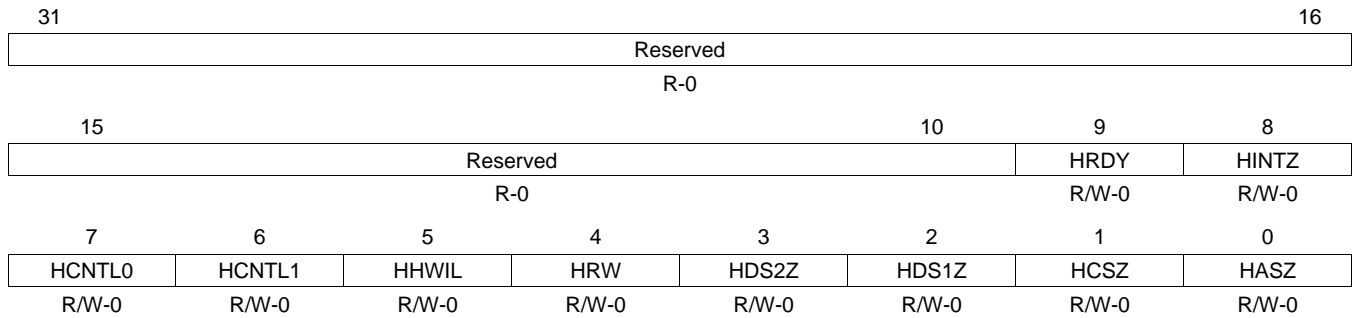 31 16
Reserved
R-0
15 10 9 8
Reserved HRDY HINTZ
R-0 R/W-0 R/W-0
7 6 5 4 3 2 1 0
HCNTL0 HCNTL1 HHWIL HRW HDS2Z HDS1Z HCSZ HASZ
R/W-0 R/W-0 R/W-0 R/W-0 R/W-0 R/W-0 R/W-0 R/W-0